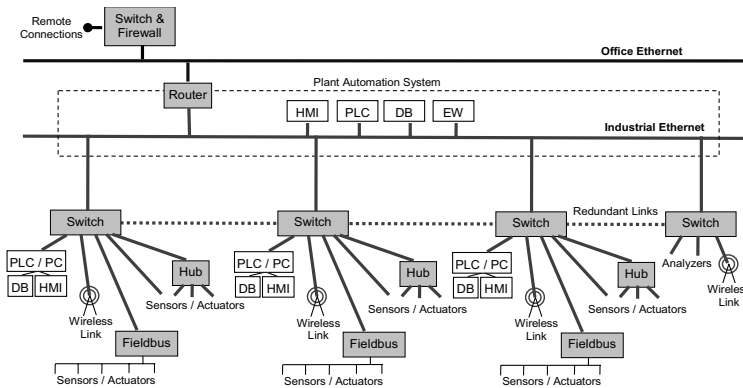 Remote
Connections
Switch &
Firewall
Office Ethernet
Router
Plant Automation System
HMI
PLC
DB
EW
Industrial Ethernet
Switch
Switch
Switch
Redundant Links
Switch
PLC / PC
DB
HMI
Hub
Wireless
Link
Sensors / Actuators
Fieldbus
Sensors / Actuators
PLC / PC
DB
HMI
Hub
Wireless
Link
Sensors / Actuators
Fieldbus
Sensors / Actuators
PLC / PC
DB
HMI
Hub
Wireless
Link
Sensors / Actuators
Fieldbus
Sensors / Actuators
Analyzers
Wireles
Link